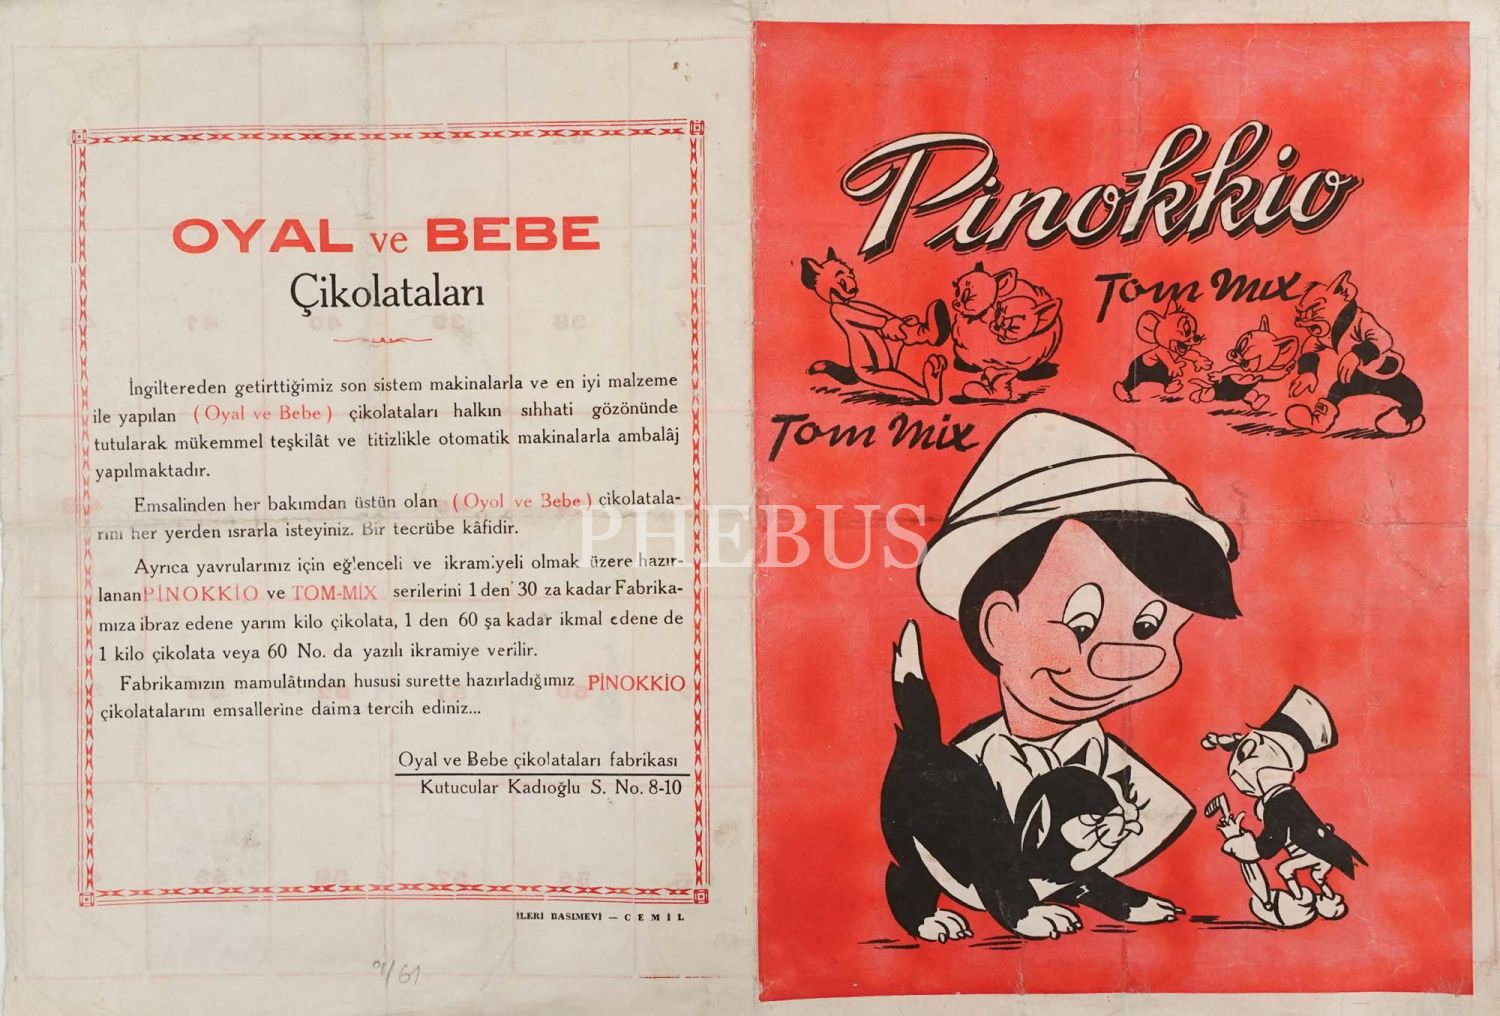 OYAL ve BEBE
Çikolataları
İngiltereden getirttiğimiz son sistem makinalarla ve en iyi malzeme
ile yapılan (Oyal ve Bebe) çikolataları halkın sıhhati gözönünde
tutularak mükemmel teşkilât ve titizlikle otomatik makinalarla ambalâj
yapılmaktadır.
Emsalinden her bakımdan üstün olan (Oyol ve Bebe) çikolatala-
rını her yerden ısrarla isteyiniz. Bir tecrübe kâfidir.
Ayrıca yavrularınız için eğlenceli ve ikramiyeli olmak üzere hazır-
lanan PİNOKKİO ve TOM-MİX serilerini 1 den 30 za kadar Fabrika-
mıza ibraz edene yarım kilo çikolata, 1 den 60 şa kadar ikmal edene de
1 kilo çikolata veya 60 No. da yazılı ikramiye verilir.
Fabrikamızın mamulâtından hususi surette hazırladığımız PİNOKKİO
çikolatalarını emsallerine daima tercih ediniz...
Oyal ve Bebe çikolataları fabrikası
Kutucular Kadıoğlu S. No. 8-10
İLERİ BASIMEVİ — CEMİL
Pinokkio
Tom Mix
Tom Mix
PHEBUS